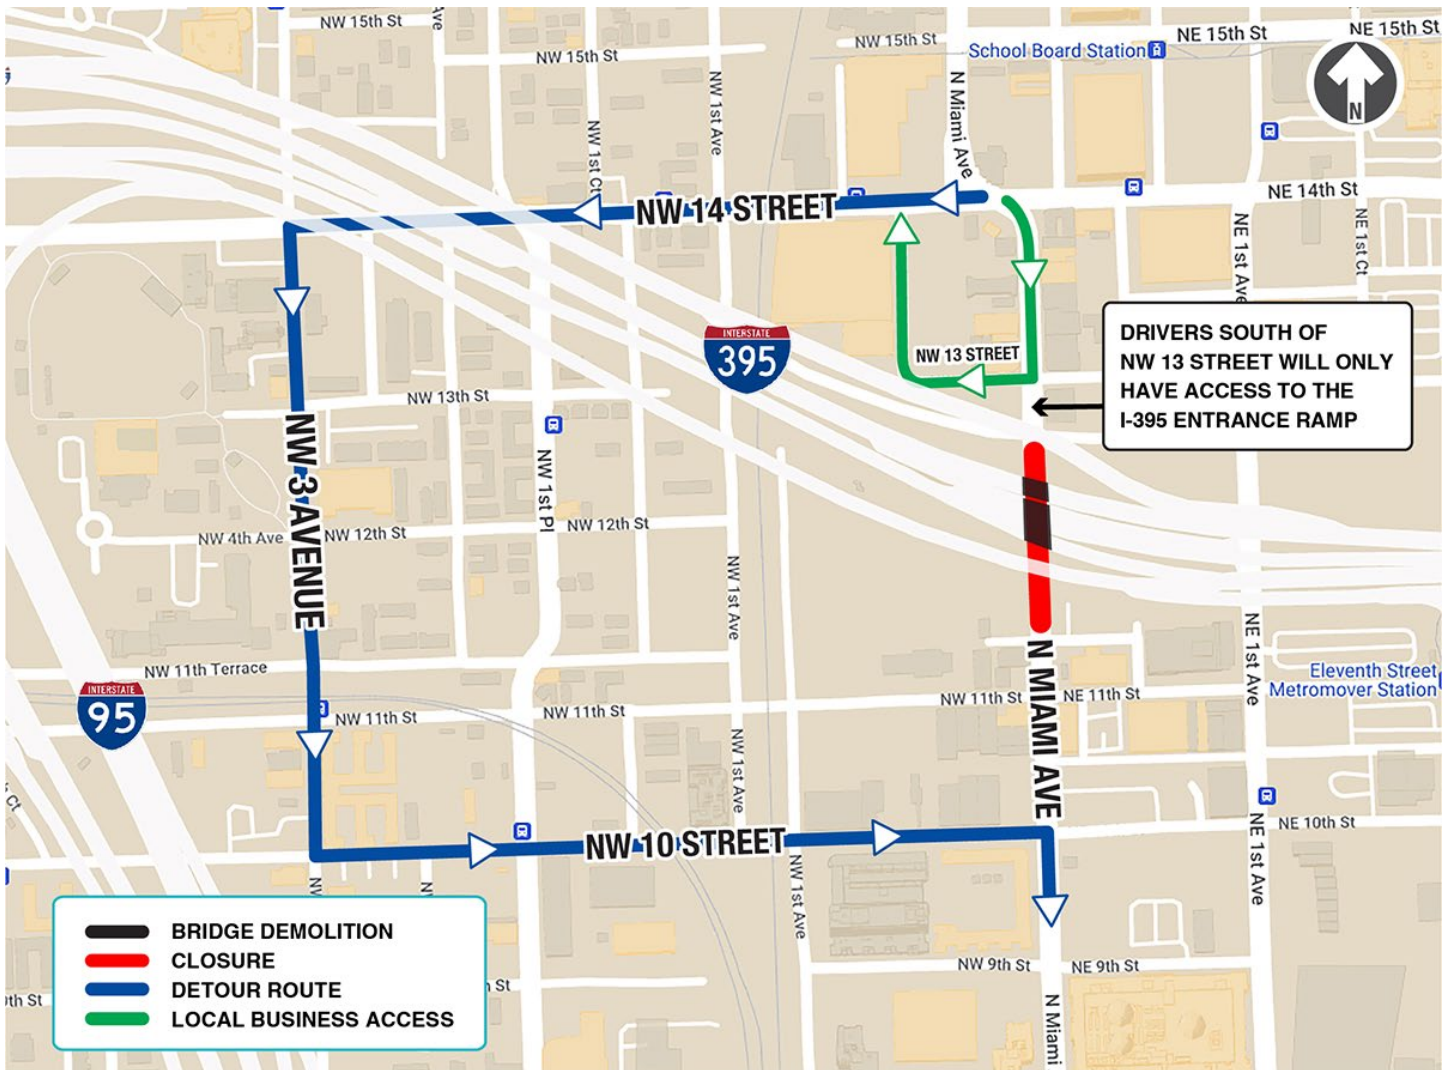 NW 15th St
Ave
NW 15th St
NW 15th St
School Board Station
NE 15th St
NE 15th St
N
N Miami Ave
NW 1st Ave
NW 1st Ct
NW 14 STREET
NE 14th St
NE 1st Ave
NE 1st Ct
INTERSTATE
395
NW 13 STREET
DRIVERS SOUTH OF
NW 13 STREET WILL ONLY
HAVE ACCESS TO THE
I-395 ENTRANCE RAMP
NW 13th St
NW 3 AVENUE
NW 1st Pl
NW 4th Ave
NW 12th St
NW 12th St
NW 1st Ave
NW 11th Terrace
INTERSTATE
95
NW 11th St
NW 11th St
NW 11th St
NE 11th St
N MIAMI AVE
NE 1st Ave
Eleventh Street
Metromover Station
NW 1st Ave
Ct
NW 10 STREET
NE 10th St
NW 1st Ave
NE 1st Ave
NW
N
NW 9th St
NE 9th St
N Miami
th St
St
BRIDGE DEMOLITION
CLOSURE
DETOUR ROUTE
LOCAL BUSINESS ACCESS